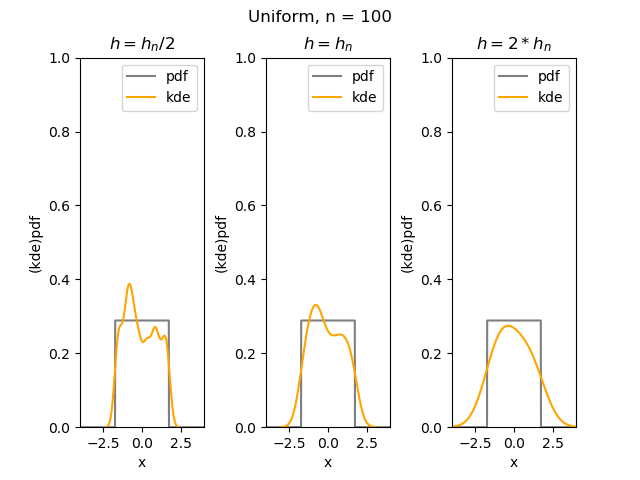 Uniform, n = 100
h = hₙ/2
h = hₙ
h = 2 * hₙ
pdf
kde
pdf
kde
pdf
kde
(kde)pdf
(kde)pdf
(kde)pdf
1.0
0.8
0.6
0.4
0.2
0.0
1.0
0.8
0.6
0.4
0.2
0.0
1.0
0.8
0.6
0.4
0.2
0.0
−2.5 0.0 2.5
−2.5 0.0 2.5
−2.5 0.0 2.5
x
x
x